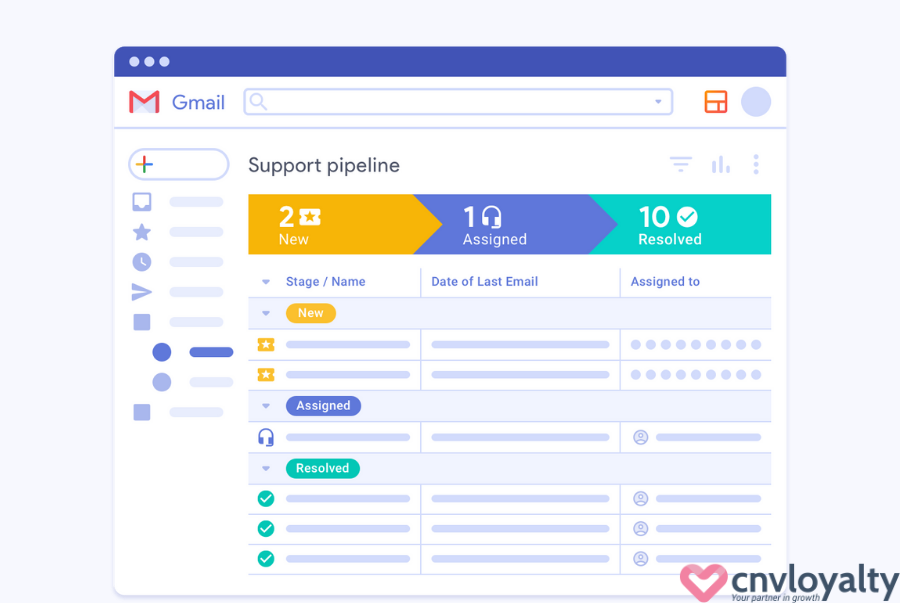 Gmail
Support pipeline
2
New
1
Assigned
10
Resolved
Stage / Name
Date of Last Email
Assigned to
New
Assigned
Resolved
cnvloyalty
Your partner in growth